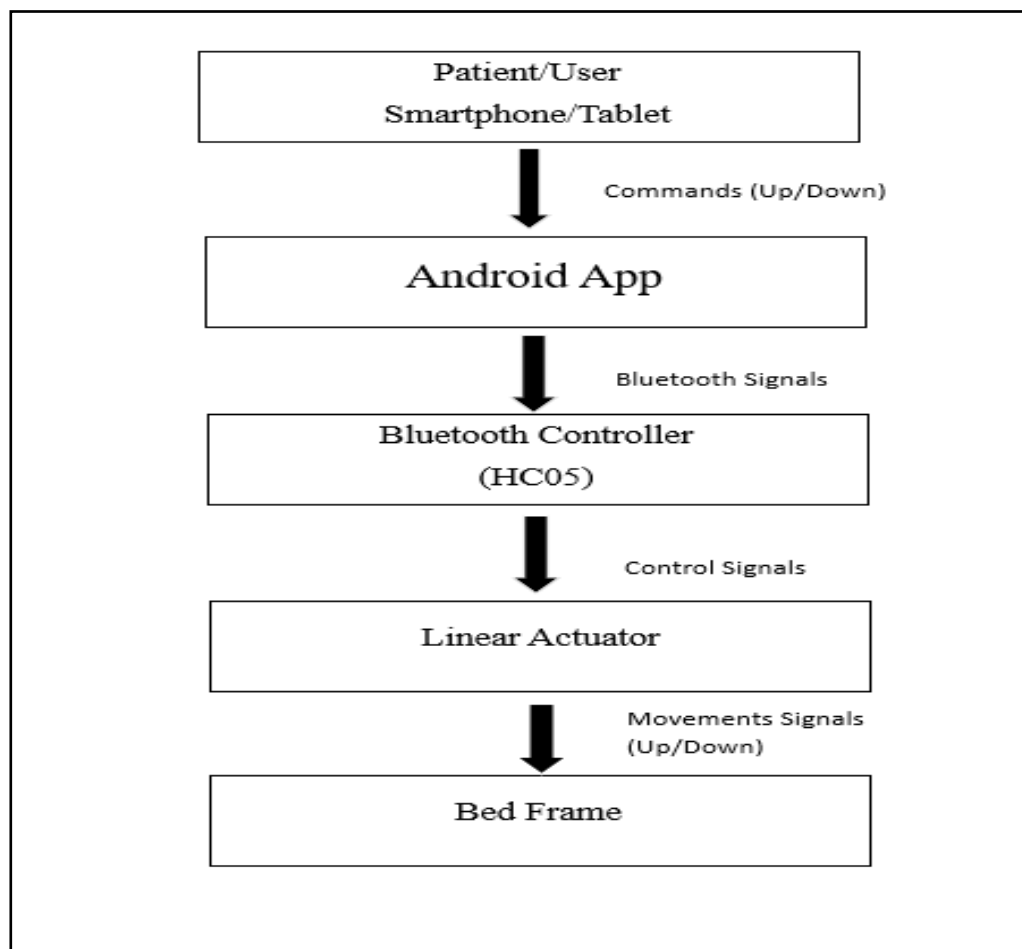 Patient/User
Smartphone/Tablet
Commands (Up/Down)
Android App
Bluetooth Signals
Bluetooth Controller
(HC05)
Control Signals
Linear Actuator
Movements Signals
(Up/Down)
Bed Frame